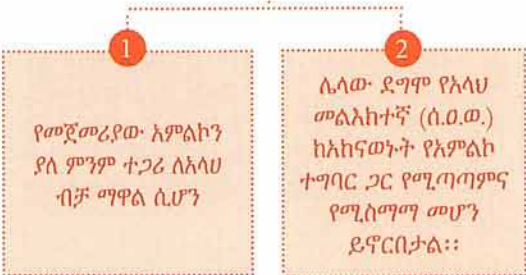 1
የመጀመሪያው አምልኮን
ያለ ምንም ተጋሪ ለአላህ
ብቻ ማዋል ሲሆን
2
ሌላው ደግሞ የአላህ
መልእክተኛ (ሰ.ዐ.ወ.)
ከአከናወኑት የአምልኮ
ተግባር ጋር የሚጣጣምና
የሚስማማ መሆን
ይኖርበታል፡፡